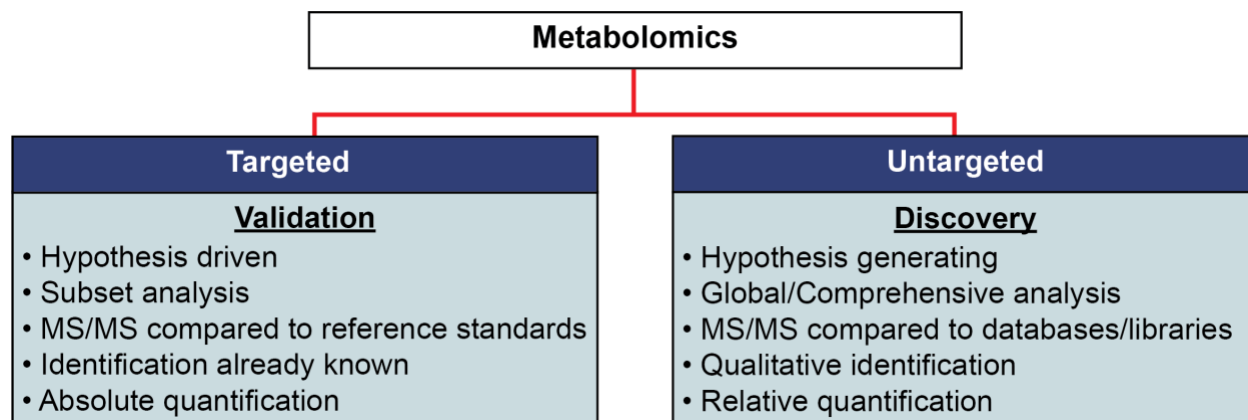 Metabolomics
Targeted
Validation
• Hypothesis driven
• Subset analysis
• MS/MS compared to reference standards
• Identification already known
• Absolute quantification
Untargeted
Discovery
• Hypothesis generating
• Global/Comprehensive analysis
• MS/MS compared to databases/libraries
• Qualitative identification
• Relative quantification